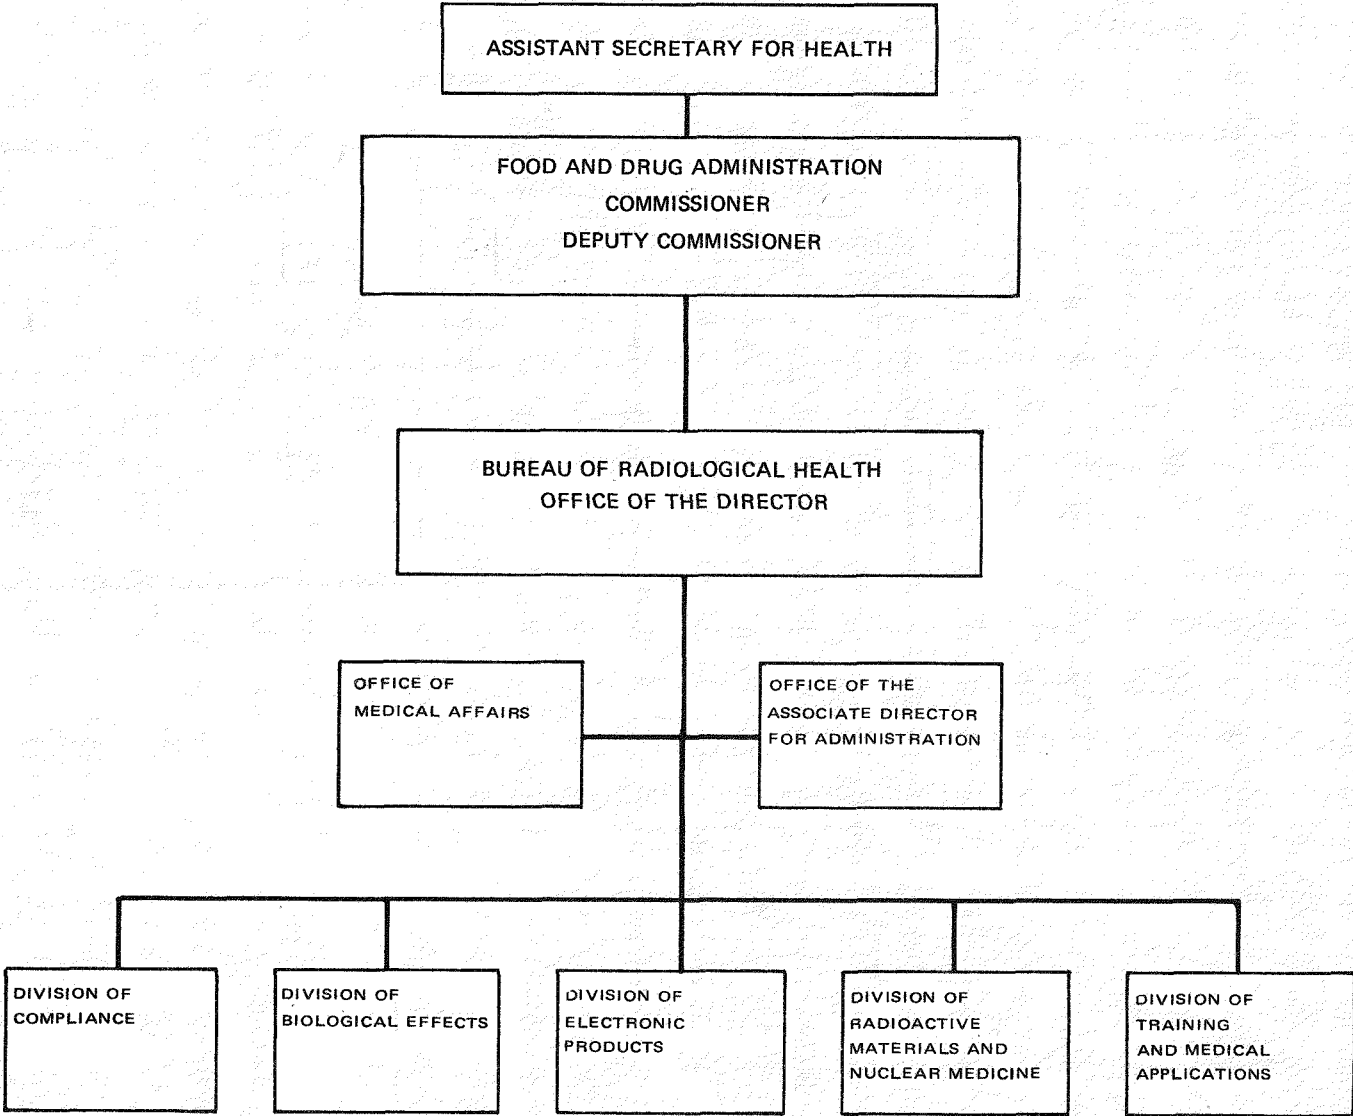 ASSISTANT SECRETARY FOR HEALTH
FOOD AND DRUG ADMINISTRATION
COMMISSIONER
DEPUTY COMMISSIONER
BUREAU OF RADIOLOGICAL HEALTH
OFFICE OF THE DIRECTOR
OFFICE OF
MEDICAL AFFAIRS
OFFICE OF THE
ASSOCIATE DIRECTOR
FOR ADMINISTRATION
DIVISION OF
COMPLIANCE
DIVISION OF
BIOLOGICAL EFFECTS
DIVISION OF
ELECTRONIC
PRODUCTS
DIVISION OF
RADIOACTIVE
MATERIALS AND
NUCLEAR MEDICINE
DIVISION OF
TRAINING
AND MEDICAL
APPLICATIONS